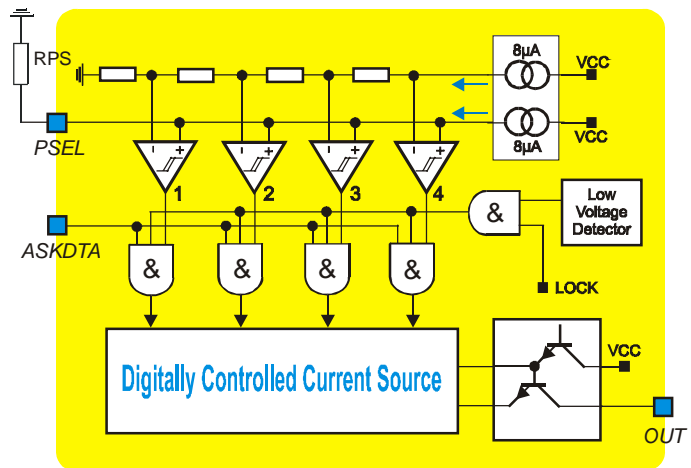 RPS
8µA
VCC
VCC
8µA
PSEL
- +
- +
- +
- +
1
2
3
4
&
Low
Voltage
Detector
ASKDTA
&
&
&
&
LOCK
Digitally Controlled Current Source
VCC
OUT